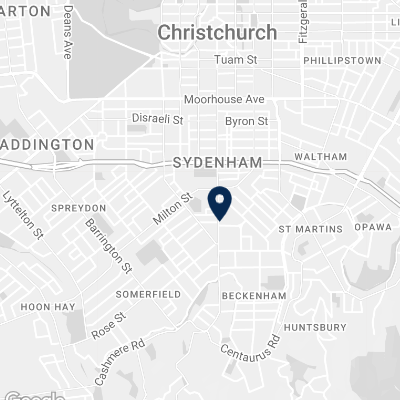 ARTON
Deans Ave
Christchurch
Fitzgeral
LI
Tuam St
PHILLIPSTOWN
Moorhouse Ave
Disraeli St
Byron St
ADDINGTON
SYDENHAM
WALTHAM
Lyttelton St
SPREYDON
Milton St
Barrington St
ST MARTINS
OPAWA
HOON HAY
SOMERFIELD
BECKENHAM
Rose St
HUNTSBURY
Cashmere Rd
Centaurus Rd
Google